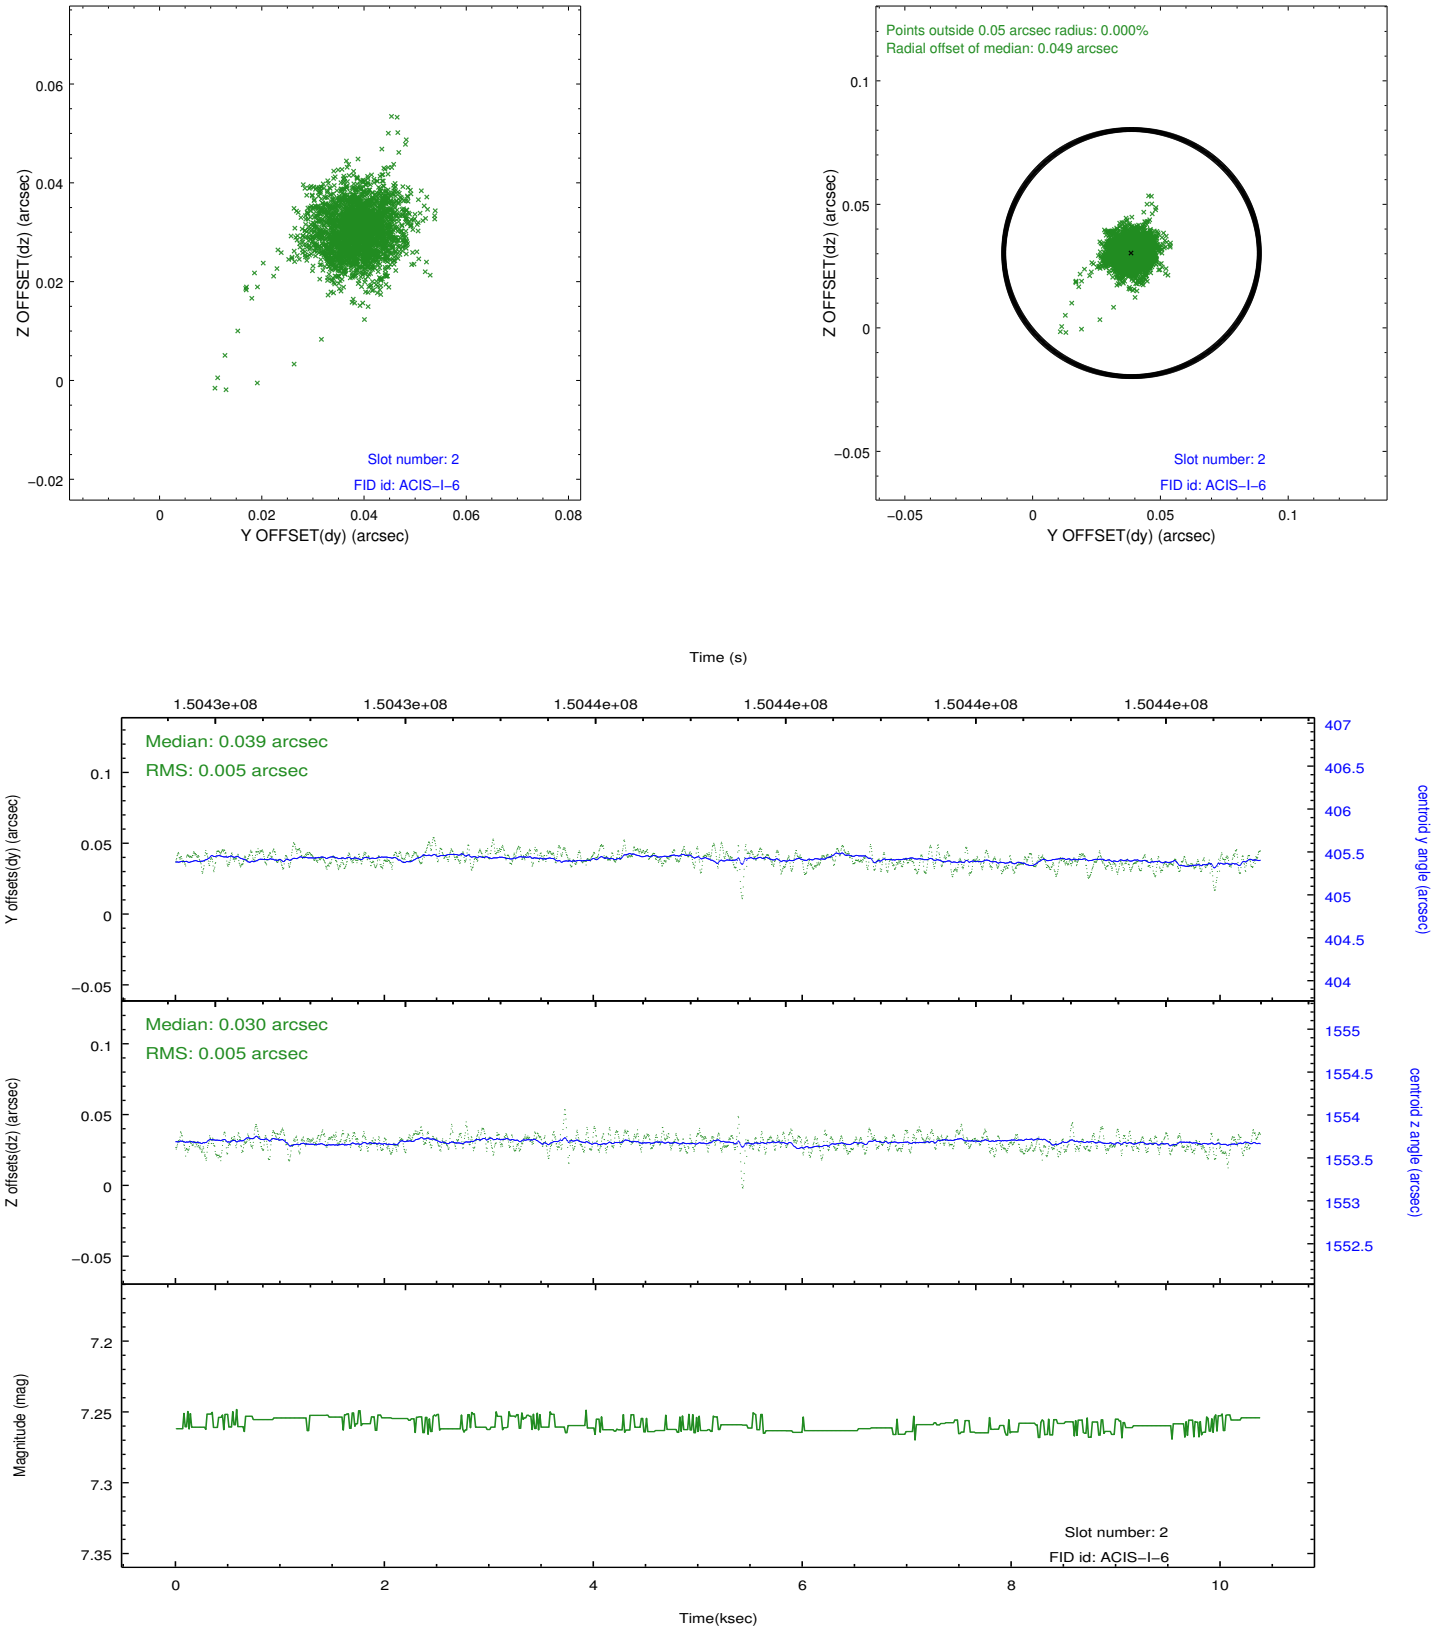 0.06
0.04
0.02
0
−0.02
Z OFFSET(dz) (arcsec)
Slot number: 2
FID id: ACIS−I−6
0
0.02
0.04
0.06
0.08
Y OFFSET(dy) (arcsec)
Points outside 0.05 arcsec radius: 0.000%
Radial offset of median: 0.049 arcsec
0.1
0.05
0
−0.05
Z OFFSET(dz) (arcsec)
Slot number: 2
FID id: ACIS−I−6
−0.05
0
0.05
0.1
Y OFFSET(dy) (arcsec)
Time (s)
1.5043e+08
1.5043e+08
1.5044e+08
1.5044e+08
1.5044e+08
1.5044e+08
Median: 0.039 arcsec
RMS: 0.005 arcsec
0.1
0.05
0
−0.05
Y offsets(dy) (arcsec)
407
406.5
406
405.5
405
404.5
404
centroid y angle (arcsec)
Median: 0.030 arcsec
RMS: 0.005 arcsec
0.1
0.05
0
−0.05
Z offsets(dz) (arcsec)
1555
1554.5
1554
1553.5
1553
1552.5
centroid z angle (arcsec)
7.2
7.25
7.3
7.35
Magnitude (mag)
Slot number: 2
FID id: ACIS−I−6
0
2
4
6
8
10
Time(ksec)